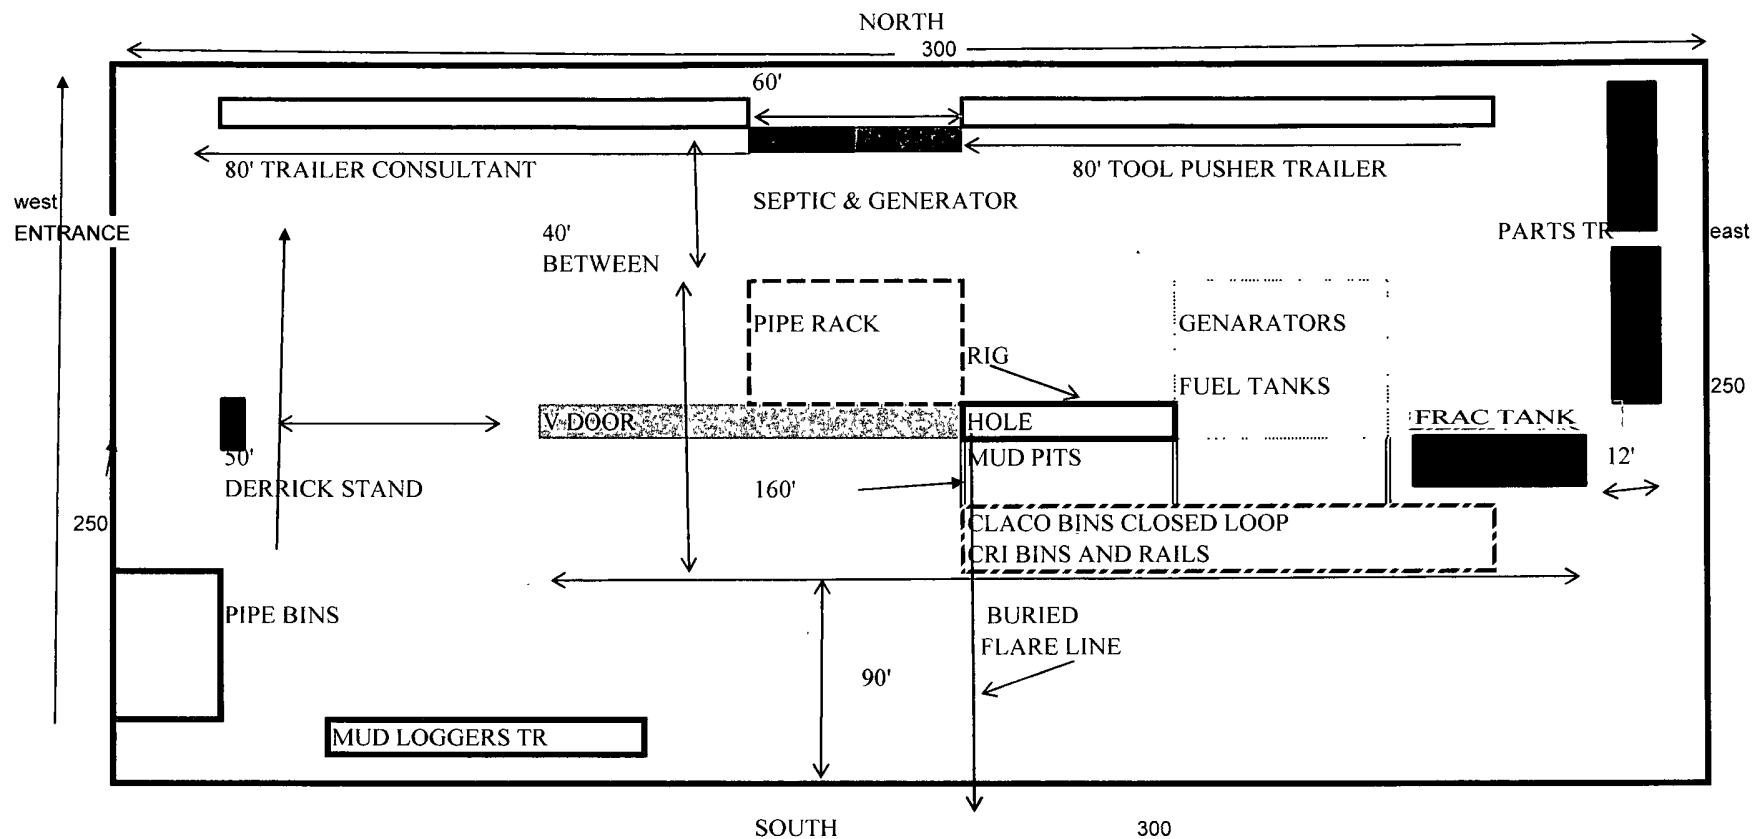 NORTH
300
60'
80' TRAILER CONSULTANT
80' TOOL PUSHER TRAILER
west
SEPTIC & GENERATOR
ENTRANCE
40'
BETWEEN
PARTS TR
east
PIPE RACK
GENARATORS
RIG
FUEL TANKS
250
V DOOR
HOLE
FRAC TANK
50'
MUD PITS
12'
DERRICK STAND
160'
250
CLACO BINS CLOSED LOOP
CRI BINS AND RAILS
PIPE BINS
BURIED
FLARE LINE
90'
MUD LOGGERS TR
SOUTH
300